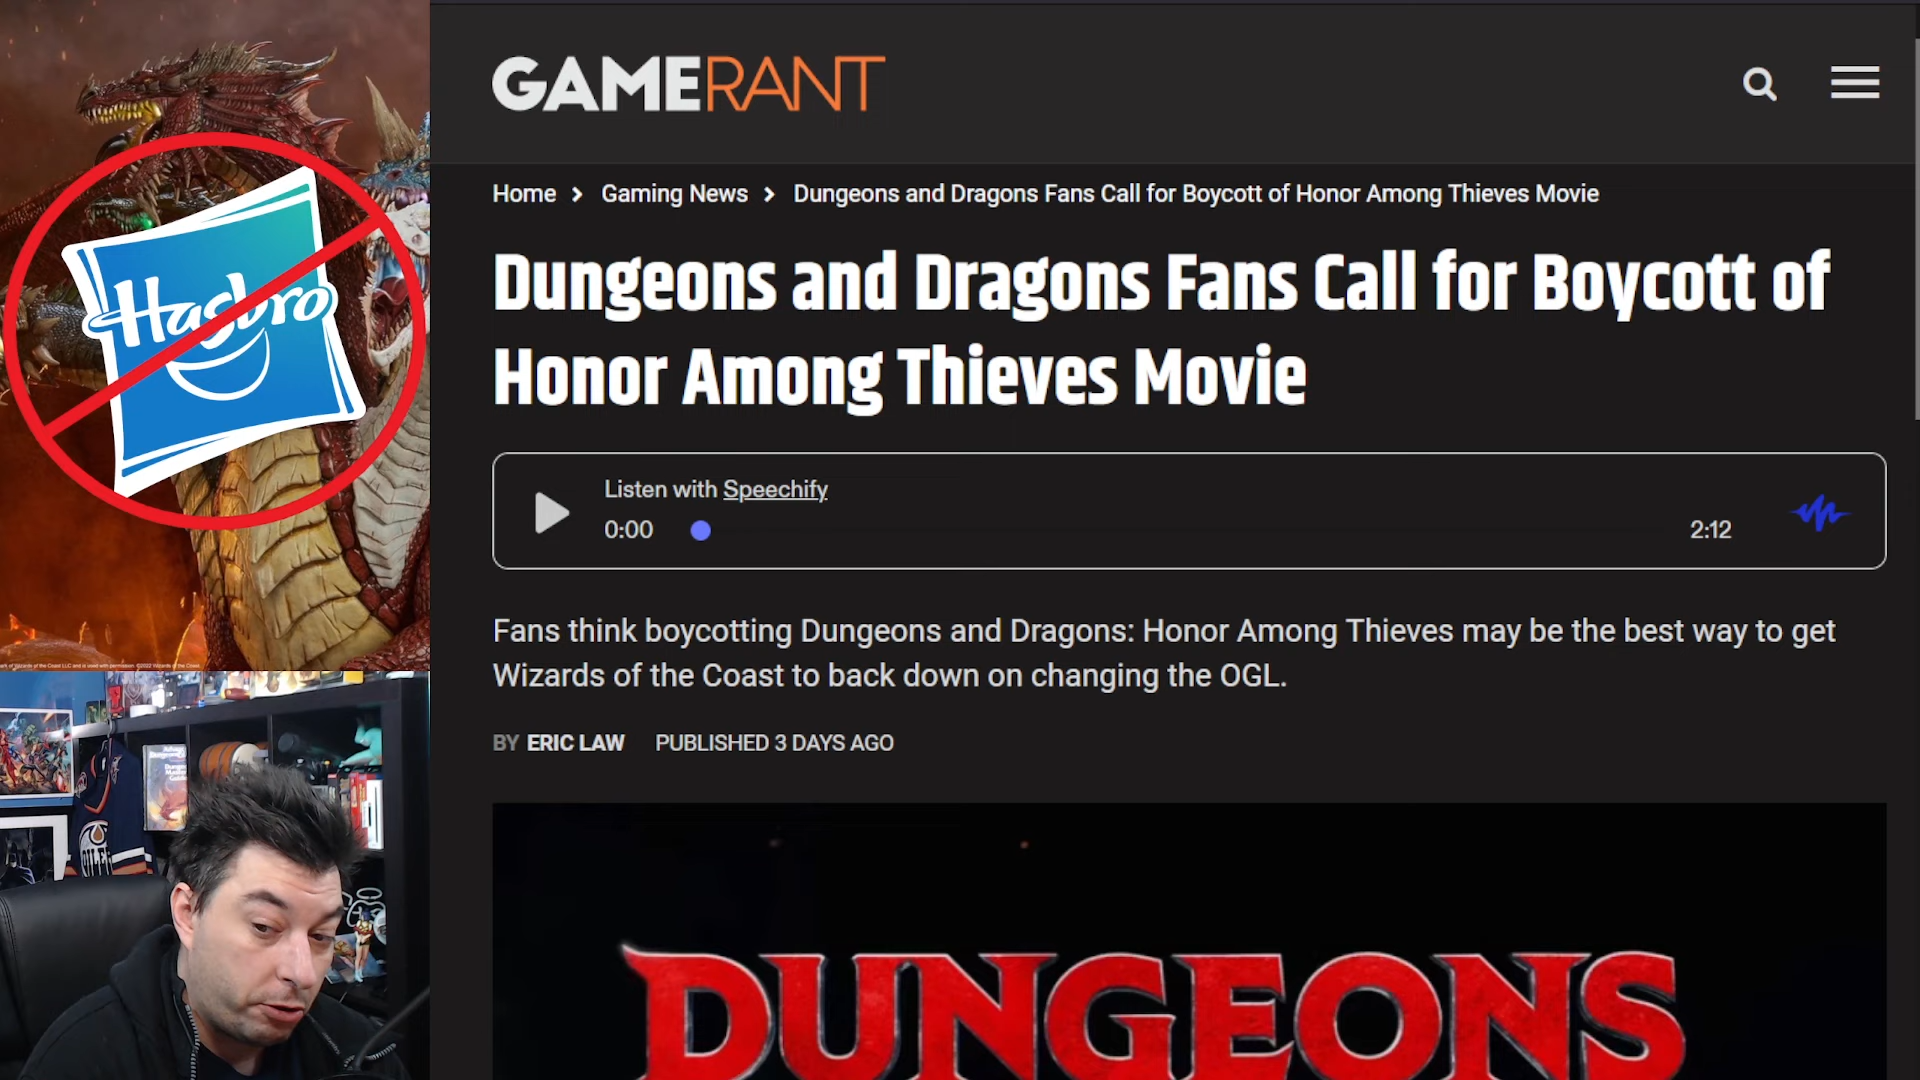 GAMERANT
Home > Gaming News > Dungeons and Dragons Fans Call for Boycott of Honor Among Thieves Movie
Dungeons and Dragons Fans Call for Boycott of
Honor Among Thieves Movie
Listen with Speechify
0:00
2:12
Fans think boycotting Dungeons and Dragons: Honor Among Thieves may be the best way to get
Wizards of the Coast to back down on changing the OGL.
BY ERIC LAW PUBLISHED 3 DAYS AGO
DUNGEONS
Hasbro